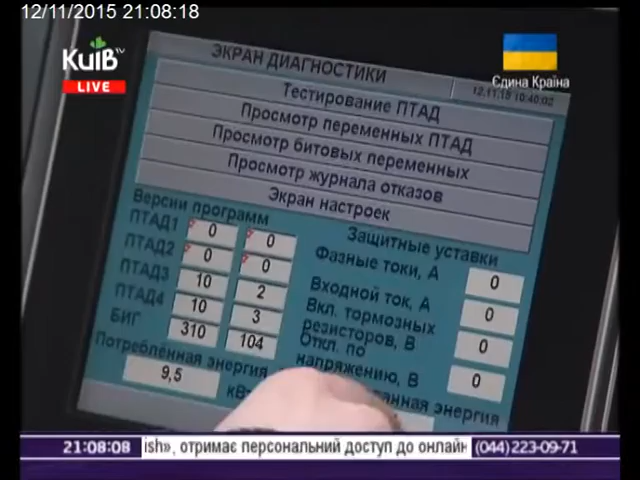 12/11/2015 21:08:18
КиїВ TV
LIVE
Єдина Країна
ЭКРАН ДИАГНОСТИКИ
12.11.15 10:40:02
Тестирование ПТАД
Просмотр переменных ПТАД
Просмотр битовых переменных
Просмотр журнала отказов
Экран настроек
Версии программ
ПТАД1 0 0
ПТАД2 0 0
ПТАД3 10 2
ПТАД4 10 3
БИГ 310 104
Потреблённая энергия
9,5 кВ
Защитные уставки
Фазные токи, А 0
Входной ток, А 0
Вкл. тормозных
резисторов, В 0
Откл. по
напряжению, В 0
энергия
21:08:08 ish», отримає персональний доступ до онлайн (044)223-09-71